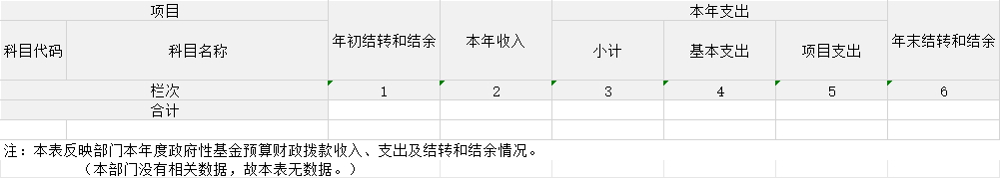 项目 本年支出
年初结转和结余 本年收入 年末结转和结余
科目代码 科目名称 小计 基本支出 项目支出
栏次 1 2 3 4 5 6
合计
注：本表反映部门本年度政府性基金预算财政拨款收入、支出及结转和结余情况。
（本部门没有相关数据，故本表无数据。）